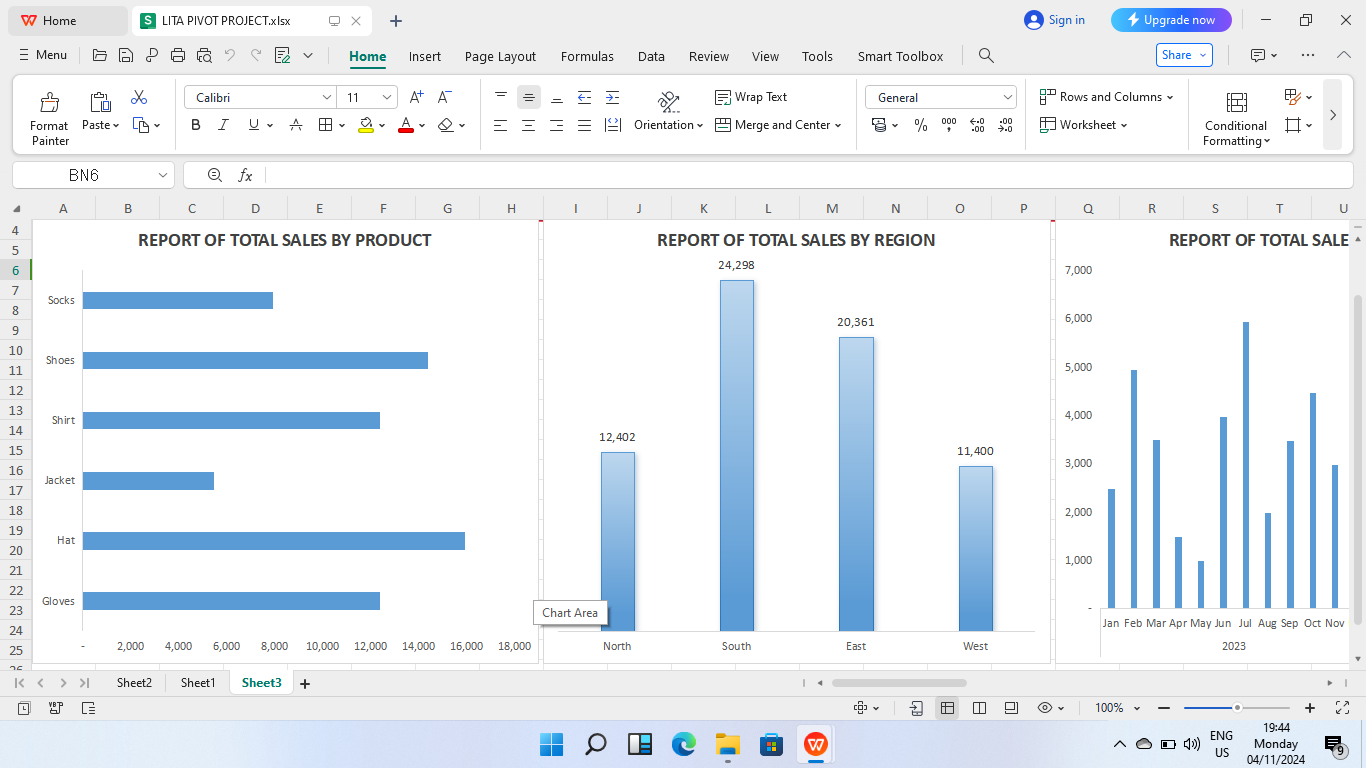 Home
LITA PIVOT PROJECT.xlsx
Sign in
Upgrade now
Menu
Home Insert Page Layout Formulas Data Review View Tools Smart Toolbox
Share
Format Painter
Paste
Calibri 11
B I U A
Orientation
Wrap Text
Merge and Center
General
Rows and Columns
Worksheet
Conditional Formatting
BN6
fx
A B C D E F G H I J K L M N O P Q R S T U
4
5
6
7
8
9
10
11
12
13
14
15
16
17
18
19
20
21
22
23
24
25
26
REPORT OF TOTAL SALES BY PRODUCT
Socks
Shoes
Shirt
Jacket
Hat
Gloves
- 2,000 4,000 6,000 8,000 10,000 12,000 14,000 16,000 18,000
REPORT OF TOTAL SALES BY REGION
24,298
20,361
12,402
11,400
Chart Area
North South East West
REPORT OF TOTAL SALE
7,000
6,000
5,000
4,000
3,000
2,000
1,000
-
Jan Feb Mar Apr May Jun Jul Aug Sep Oct Nov
2023
Sheet2 Sheet1 Sheet3
100%
ENG
US
19:44
Monday
04/11/2024
9